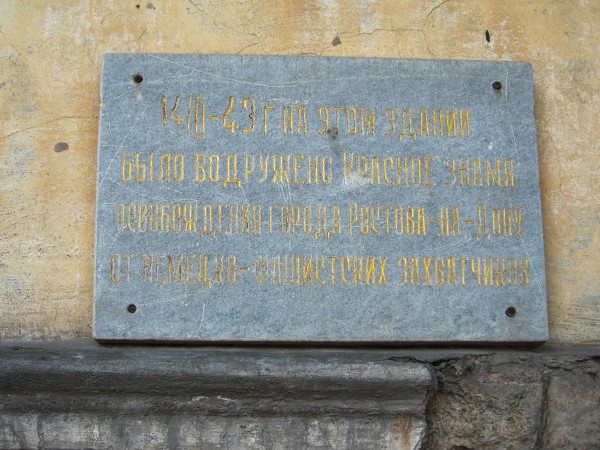 14 II-43 Г НА ЭТОМ ЗДАНИИ
БЫЛО ВОДРУЖЕНО КРАСНОЕ ЗНАМЯ
ОСВОБОЖДЕНИЯ ГОРОДА РОСТОВА-НА-ДОНУ
ОТ НЕМЕЦКО-ФАШИСТСКИХ ЗАХВАТЧИКОВ